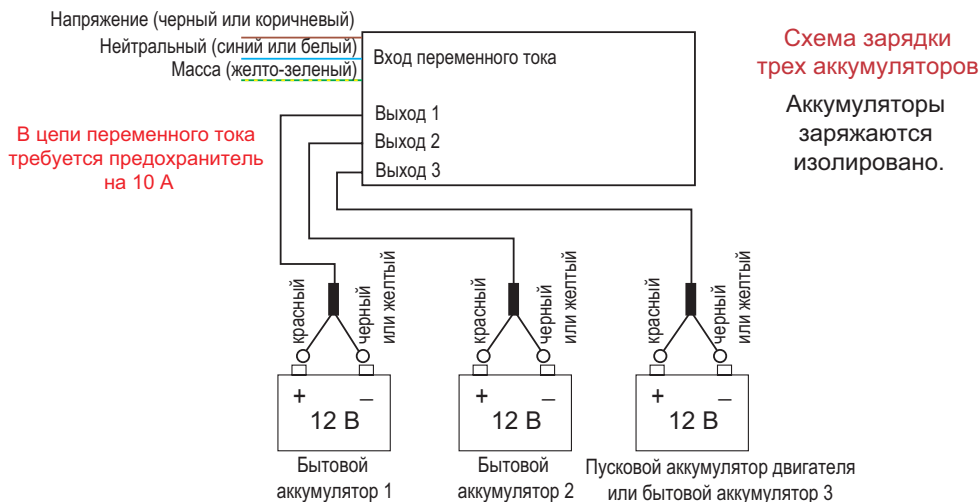 Напряжение (черный или коричневый)
Нейтральный (синий или белый)
Масса (желто-зеленый)
Вход переменного тока
Схема зарядки
трех аккумуляторов
Аккумуляторы
заряжаются
изолировано.
В цепи переменного тока
требуется предохранитель
на 10 А
Выход 1
Выход 2
Выход 3
красный
черный
или желтый
красный
черный
или желтый
красный
черный
или желтый
+ –
12 В
+ –
12 В
+ –
12 В
Бытовой
аккумулятор 1
Бытовой
аккумулятор 2
Пусковой аккумулятор двигателя
или бытовой аккумулятор 3